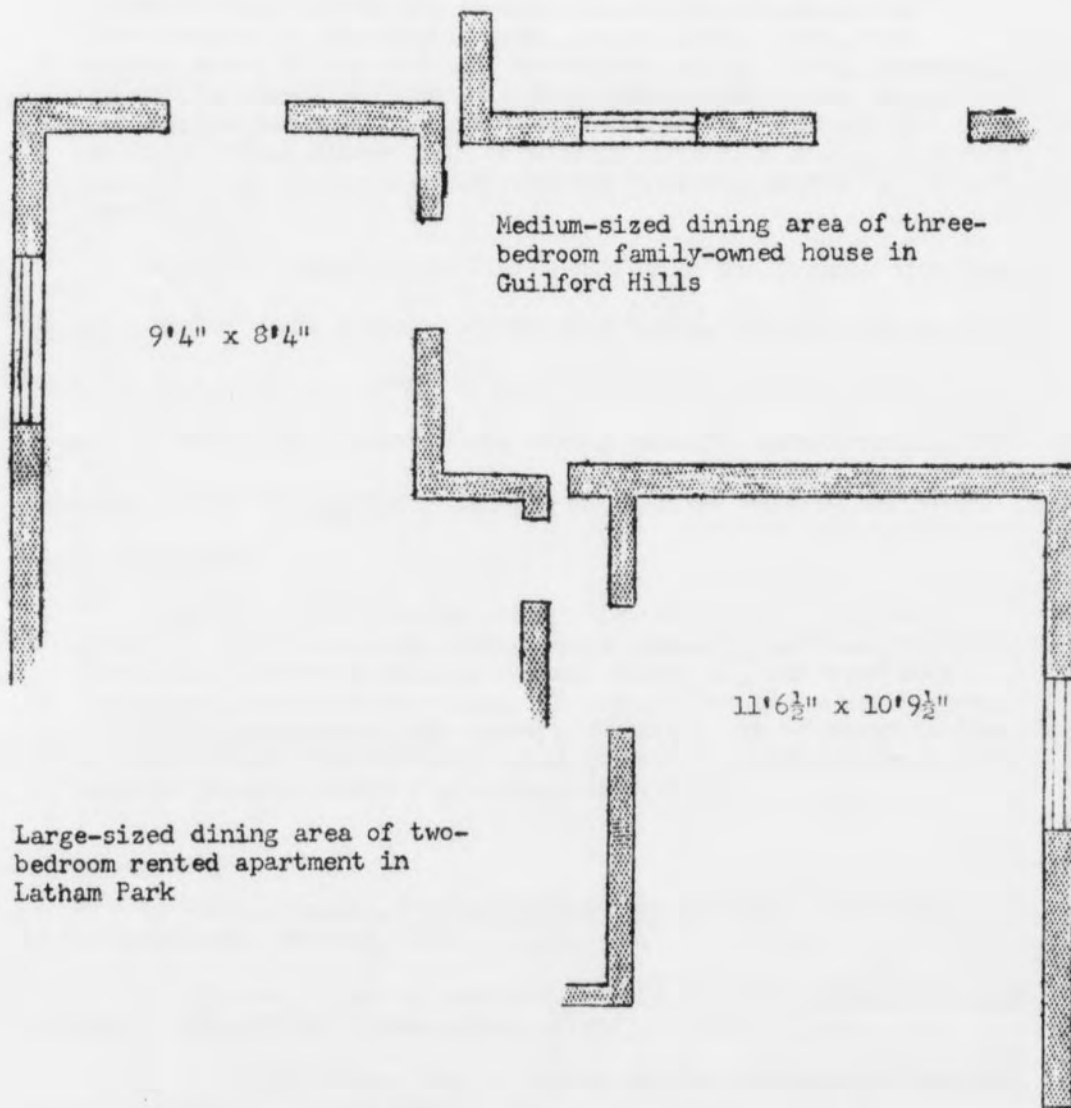 Medium-sized dining area of three-
bedroom family-owned house in
Guilford Hills
9'4" x 8'4"
11'6½" x 10'9½"
Large-sized dining area of two-
bedroom rented apartment in
Latham Park